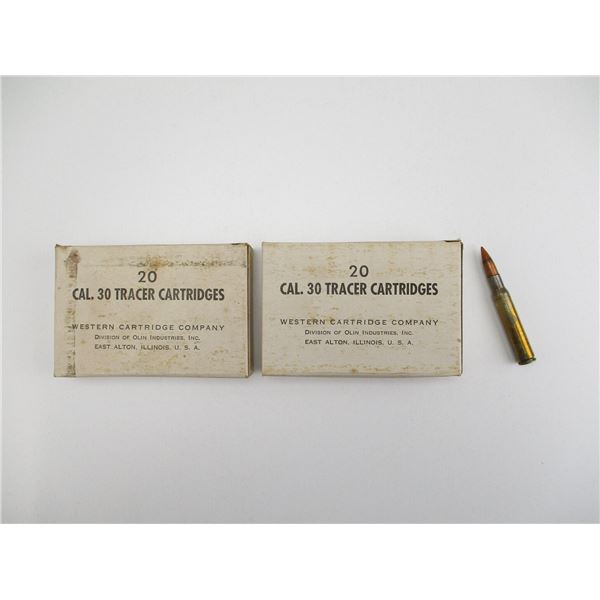 20
CAL. 30 TRACER CARTRIDGES
WESTERN CARTRIDGE COMPANY
DIVISION OF OLIN INDUSTRIES, INC.
EAST ALTON, ILLINOIS, U. S. A.
20
CAL. 30 TRACER CARTRIDGES
WESTERN CARTRIDGE COMPANY
DIVISION OF OLIN INDUSTRIES, INC.
EAST ALTON, ILLINOIS, U. S. A.